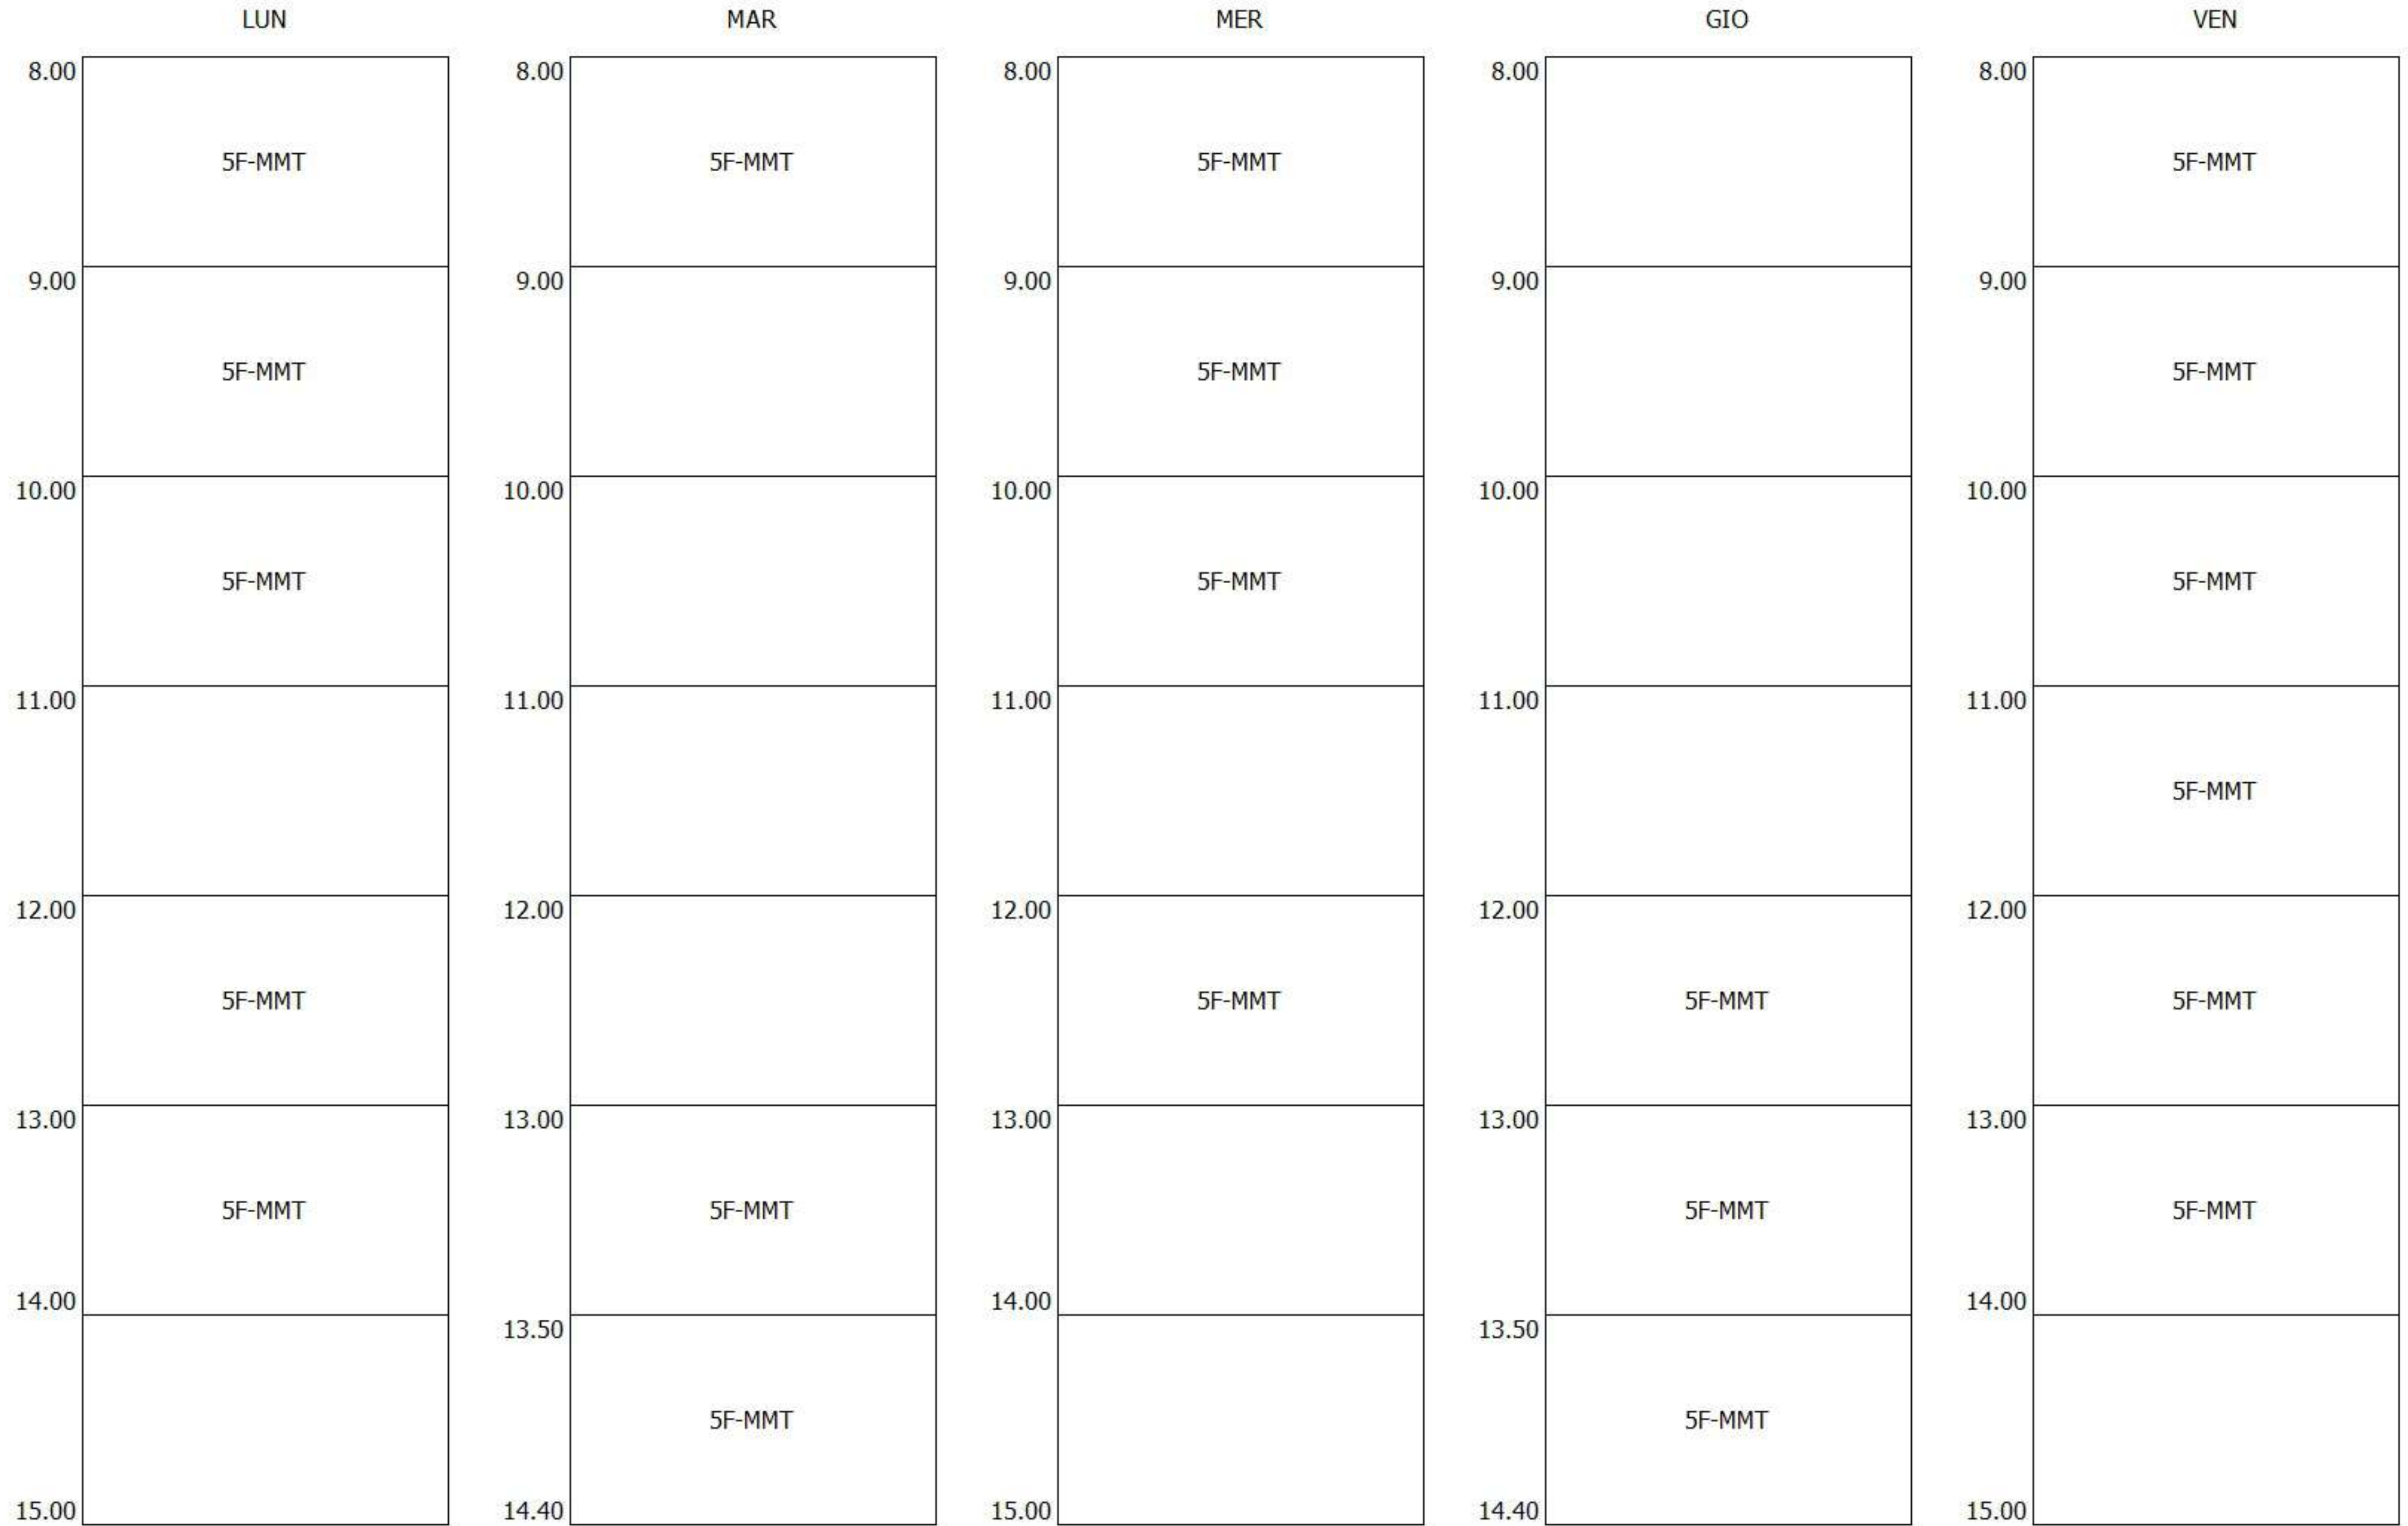 LUN MAR MER GIO VEN
8.00 8.00 8.00 8.00 8.00
5F-MMT 5F-MMT 5F-MMT 5F-MMT
9.00 9.00 9.00 9.00 9.00
5F-MMT 5F-MMT 5F-MMT
10.00 10.00 10.00 10.00 10.00
5F-MMT 5F-MMT 5F-MMT
11.00 11.00 11.00 11.00 11.00
5F-MMT
12.00 12.00 12.00 12.00 12.00
5F-MMT 5F-MMT 5F-MMT 5F-MMT
13.00 13.00 13.00 13.00 13.00
5F-MMT 5F-MMT 5F-MMT 5F-MMT
14.00 14.00 14.00
13.50 13.50
5F-MMT 5F-MMT
15.00 14.40 15.00 14.40 15.00